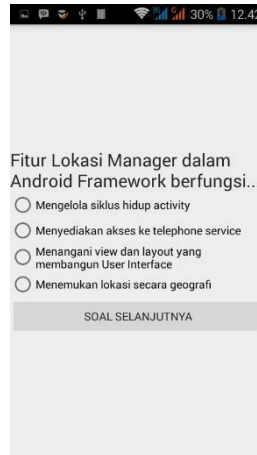 30% 12.42
Fitur Lokasi Manager dalam
Android Framework berfungsi..
Mengelola siklus hidup activity
Menyediakan akses ke telephone service
Menangani view dan layout yang
membangun User Interface
Menemukan lokasi secara geografi
SOAL SELANJUTNYA